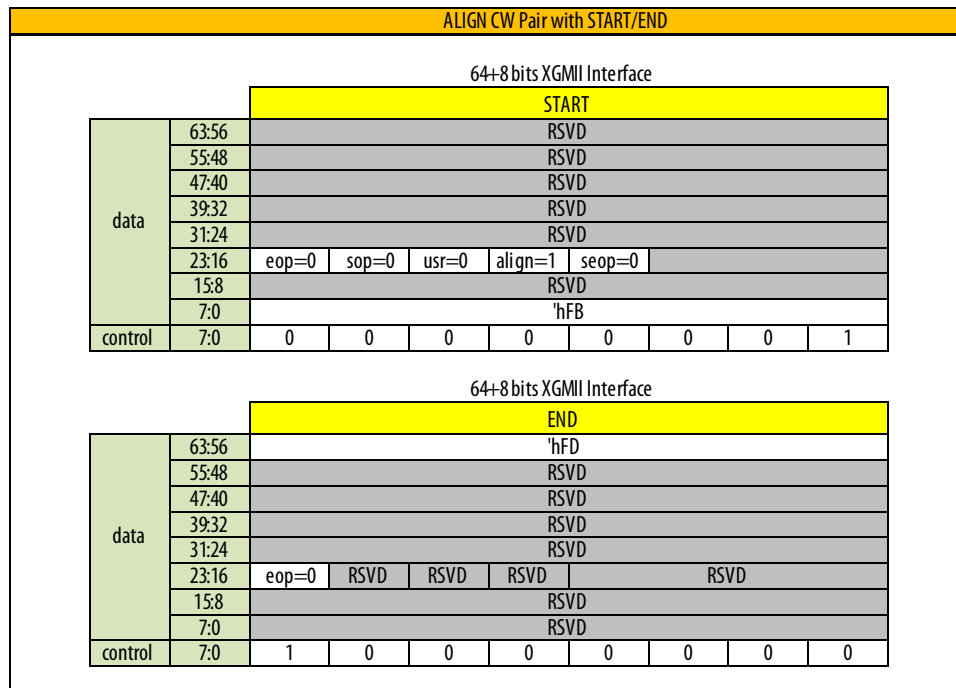 ALIGN CW Pair with START/END
64+8 bits XGMII Interface
START
63:56 RSVD
55:48 RSVD
47:40 RSVD
39:32 RSVD
data
31:24 RSVD
23:16 eop=0 sop=0 usr=0 align=1 seop=0
15:8 RSVD
7:0 'hFB
control 7:0 0 0 0 0 0 0 0 1
64+8 bits XGMII Interface
END
63:56 'hFD
55:48 RSVD
47:40 RSVD
39:32 RSVD
data
31:24 RSVD
23:16 eop=0 RSVD RSVD RSVD RSVD
15:8 RSVD
7:0 RSVD
control 7:0 1 0 0 0 0 0 0 0